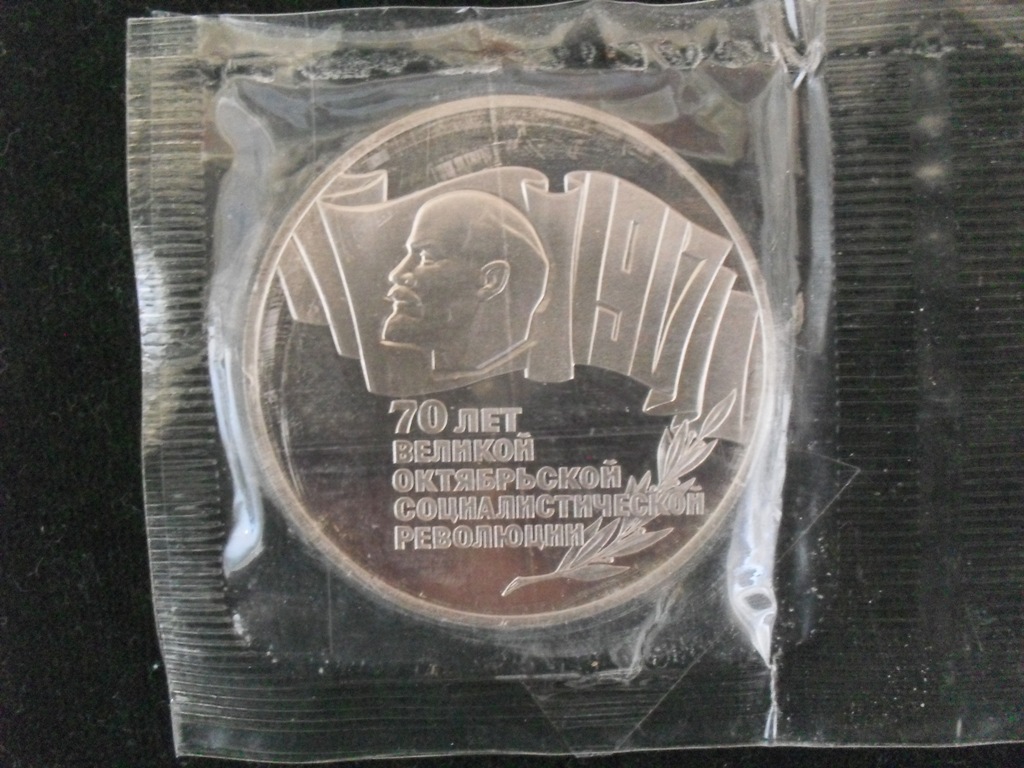 1917
70 ЛЕТ
ВЕЛИКОЙ
ОКТЯБРЬСКОЙ
СОЦИАЛИСТИЧЕСКОЙ
РЕВОЛЮЦИИ